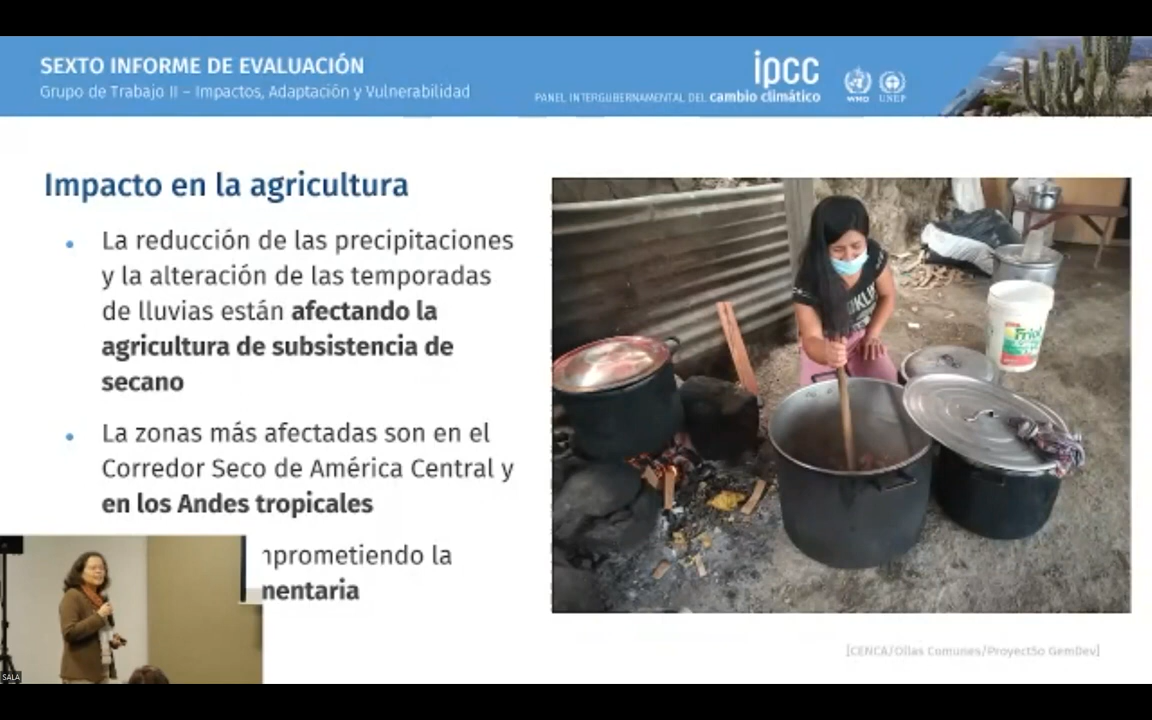 SEXTO INFORME DE EVALUACIÓN
Grupo de Trabajo II – Impactos, Adaptación y Vulnerabilidad
ipcc
PANEL INTERGUBERNAMENTAL DEL cambio climático
WMO
UNEP
Impacto en la agricultura
La reducción de las precipitaciones
y la alteración de las temporadas
de lluvias están afectando la
agricultura de subsistencia de
secano
La zonas más afectadas son en el
Corredor Seco de América Central y
en los Andes tropicales
mprometiendo la
mentaria
Friol
[CENCA/Ollas Comunes/ProyectSo GemDev]
SALA